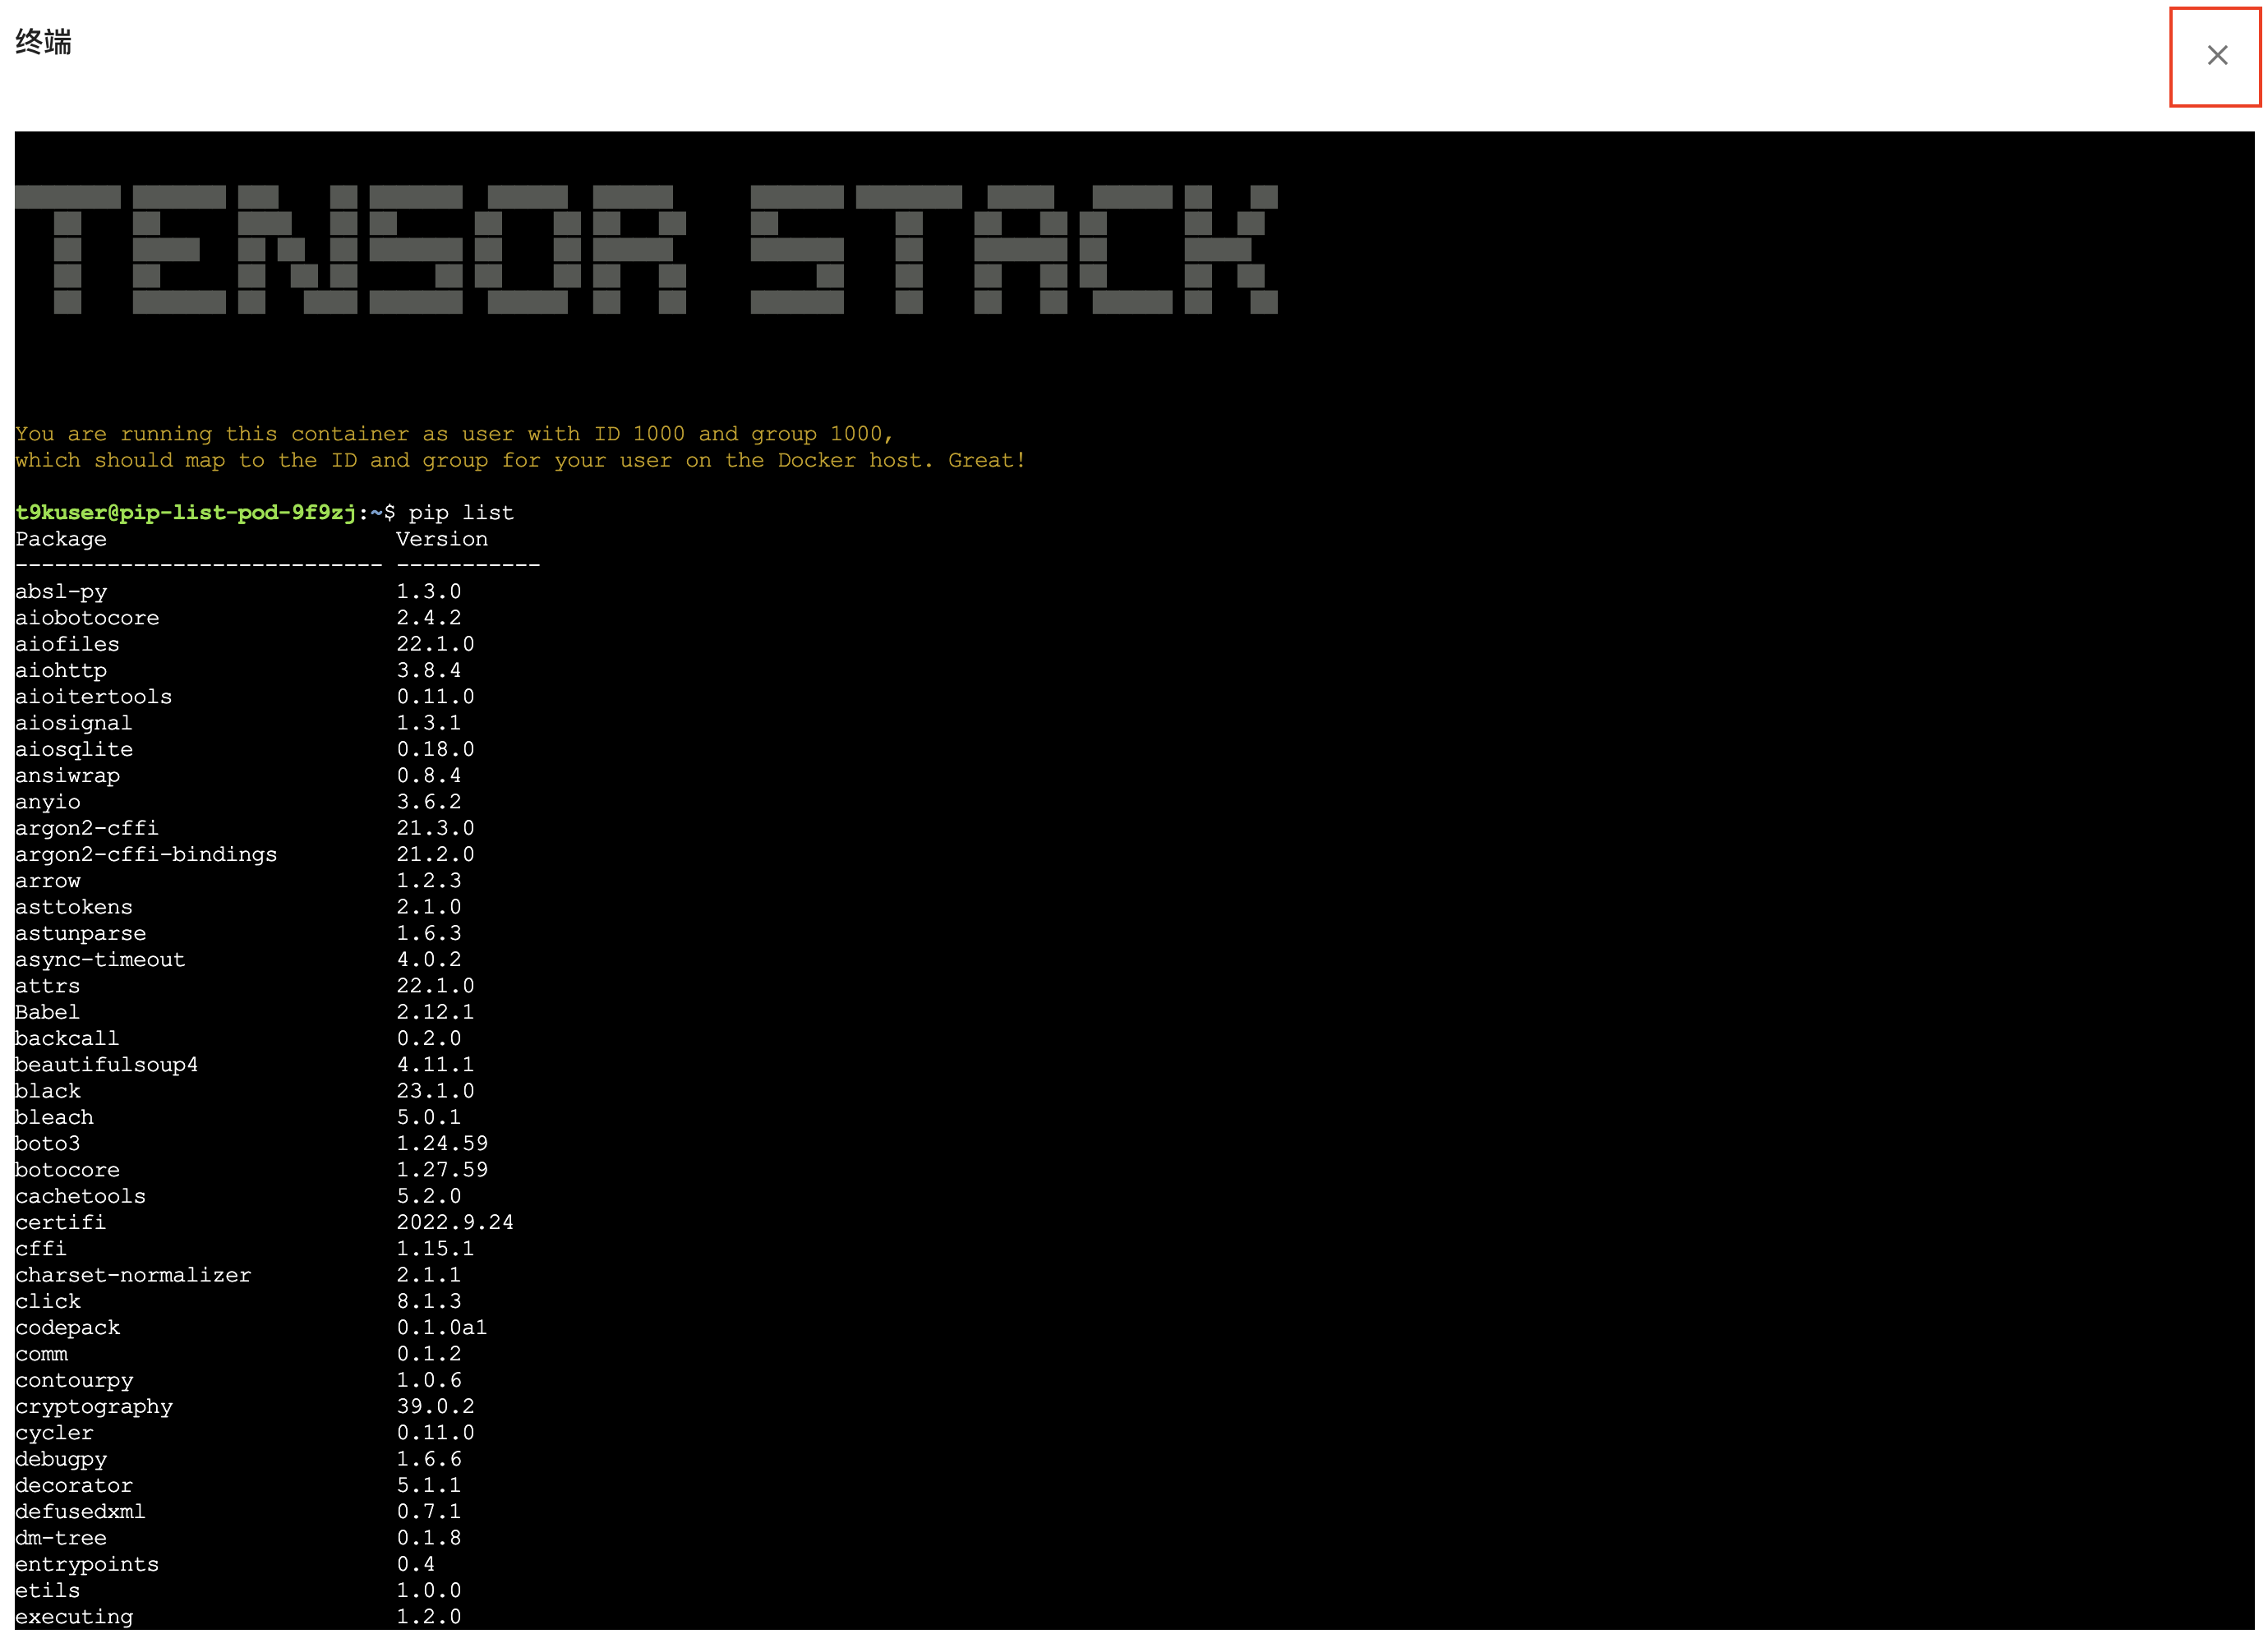 终端
TENSOR STACK
You are running this container as user with ID 1000 and group 1000,
which should map to the ID and group for your user on the Docker host. Great!
t9kuser@pip-list-pod-9f9zj:~$ pip list
Package                      Version
---------------------------- -----------
absl-py                      1.3.0
aiobotocore                  2.4.2
aiofiles                     22.1.0
aiohttp                      3.8.4
aioitertools                 0.11.0
aiosignal                    1.3.1
aiosqlite                    0.18.0
ansiwrap                     0.8.4
anyio                        3.6.2
argon2-cffi                  21.3.0
argon2-cffi-bindings         21.2.0
arrow                        1.2.3
asttokens                    2.1.0
astunparse                   1.6.3
async-timeout                4.0.2
attrs                        22.1.0
Babel                        2.12.1
backcall                     0.2.0
beautifulsoup4               4.11.1
black                        23.1.0
bleach                       5.0.1
boto3                        1.24.59
botocore                     1.27.59
cachetools                   5.2.0
certifi                      2022.9.24
cffi                         1.15.1
charset-normalizer           2.1.1
click                        8.1.3
codepack                     0.1.0a1
comm                         0.1.2
contourpy                    1.0.6
cryptography                 39.0.2
cycler                       0.11.0
debugpy                      1.6.6
decorator                    5.1.1
defusedxml                   0.7.1
dm-tree                      0.1.8
entrypoints                  0.4
etils                        1.0.0
executing                    1.2.0